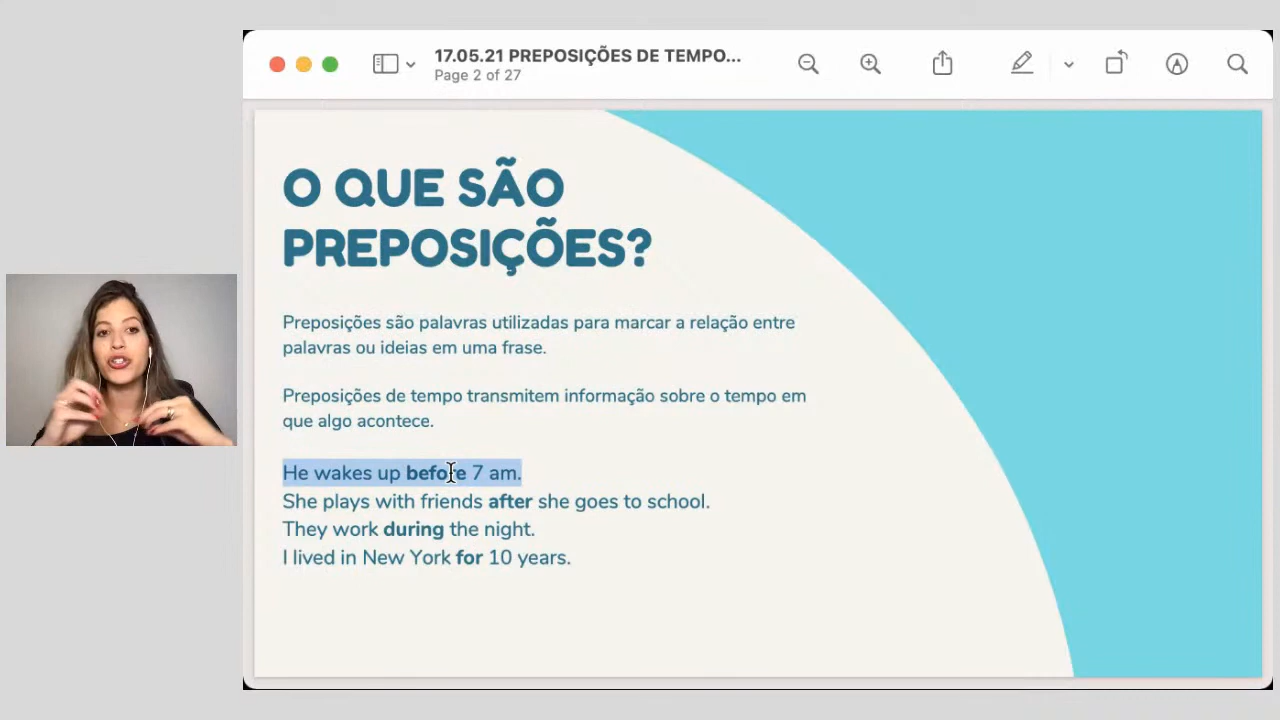 17.05.21 PREPOSIÇÕES DE TEMPO...
Page 2 of 27
O QUE SÃO
PREPOSIÇÕES?
Preposições são palavras utilizadas para marcar a relação entre
palavras ou ideias em uma frase.
Preposições de tempo transmitem informação sobre o tempo em
que algo acontece.
He wakes up before 7 am.
She plays with friends after she goes to school.
They work during the night.
I lived in New York for 10 years.